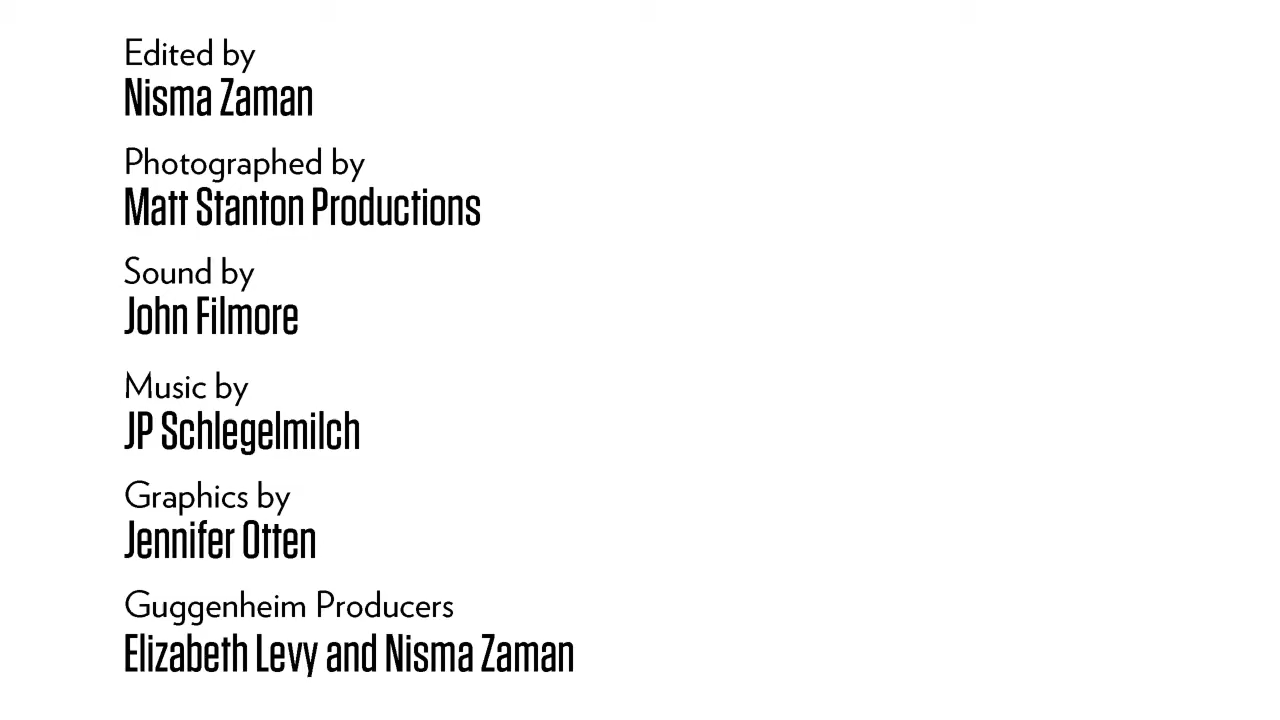 Edited by
Nisma Zaman
Photographed by
Matt Stanton Productions
Sound by
John Filmore
Music by
JP Schlegelmilch
Graphics by
Jennifer Otten
Guggenheim Producers
Elizabeth Levy and Nisma Zaman